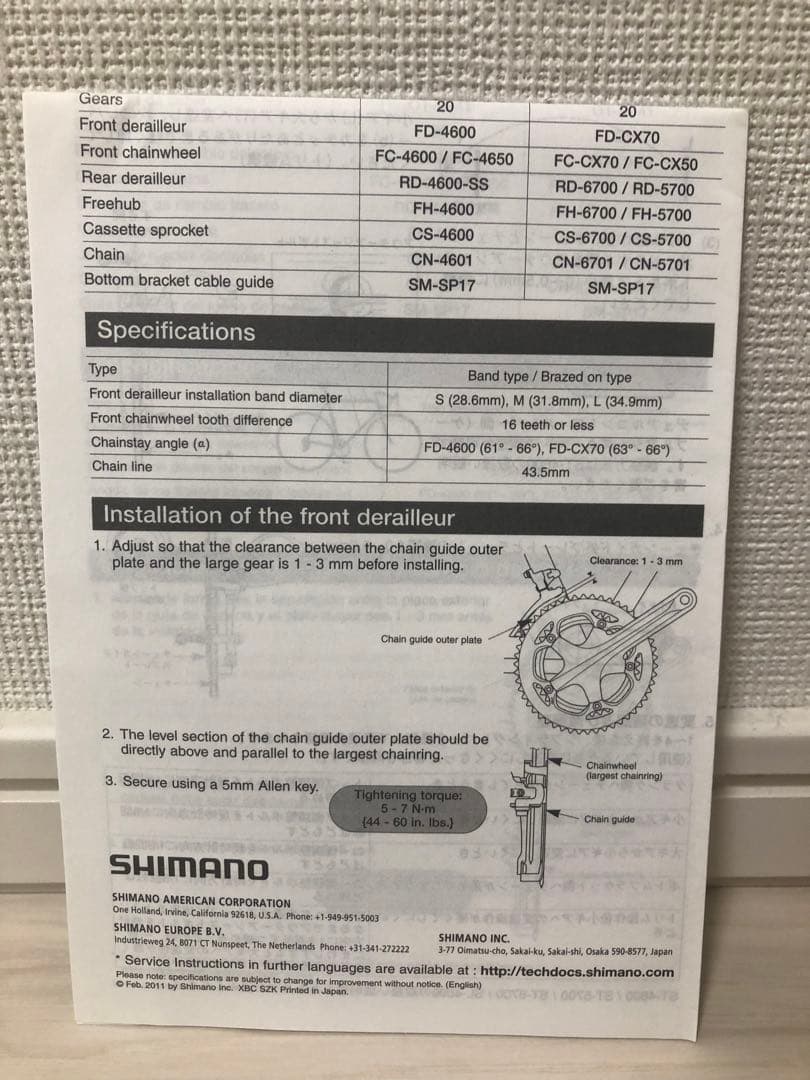 Gears 20 20
Front derailleur FD-4600 FD-CX70
Front chainwheel FC-4600 / FC-4650 FC-CX70 / FC-CX50
Rear derailleur RD-4600-SS RD-6700 / RD-5700
Freehub FH-4600 FH-6700 / FH-5700
Cassette sprocket CS-4600 CS-6700 / CS-5700
Chain CN-4601 CN-6701 / CN-5701
Bottom bracket cable guide SM-SP17 SM-SP17
Specifications
Type Band type / Brazed on type
Front derailleur installation band diameter S (28.6mm), M (31.8mm), L (34.9mm)
Front chainwheel tooth difference 16 teeth or less
Chainstay angle (α) FD-4600 (61° - 66°), FD-CX70 (63° - 66°)
Chain line 43.5mm
Installation of the front derailleur
1. Adjust so that the clearance between the chain guide outer
plate and the large gear is 1 - 3 mm before installing.
Clearance: 1 - 3 mm
Chain guide outer plate
2. The level section of the chain guide outer plate should be
directly above and parallel to the largest chainring.
Chainwheel
(largest chainring)
3. Secure using a 5mm Allen key.
Tightening torque:
5 - 7 N·m
{44 - 60 in. lbs.}
Chain guide
SHIMANO
SHIMANO AMERICAN CORPORATION
One Holland, Irvine, California 92618, U.S.A. Phone: +1-949-951-5003
SHIMANO EUROPE B.V.
Industrieweg 24, 8071 CT Nunspeet, The Netherlands Phone: +31-341-272222
SHIMANO INC.
3-77 Oimatsu-cho, Sakai-ku, Sakai-shi, Osaka 590-8577, Japan
* Service Instructions in further languages are available at : http://techdocs.shimano.com
Please note: specifications are subject to change for improvement without notice. (English)
© Feb. 2011 by Shimano Inc. XBC SZK Printed in Japan.